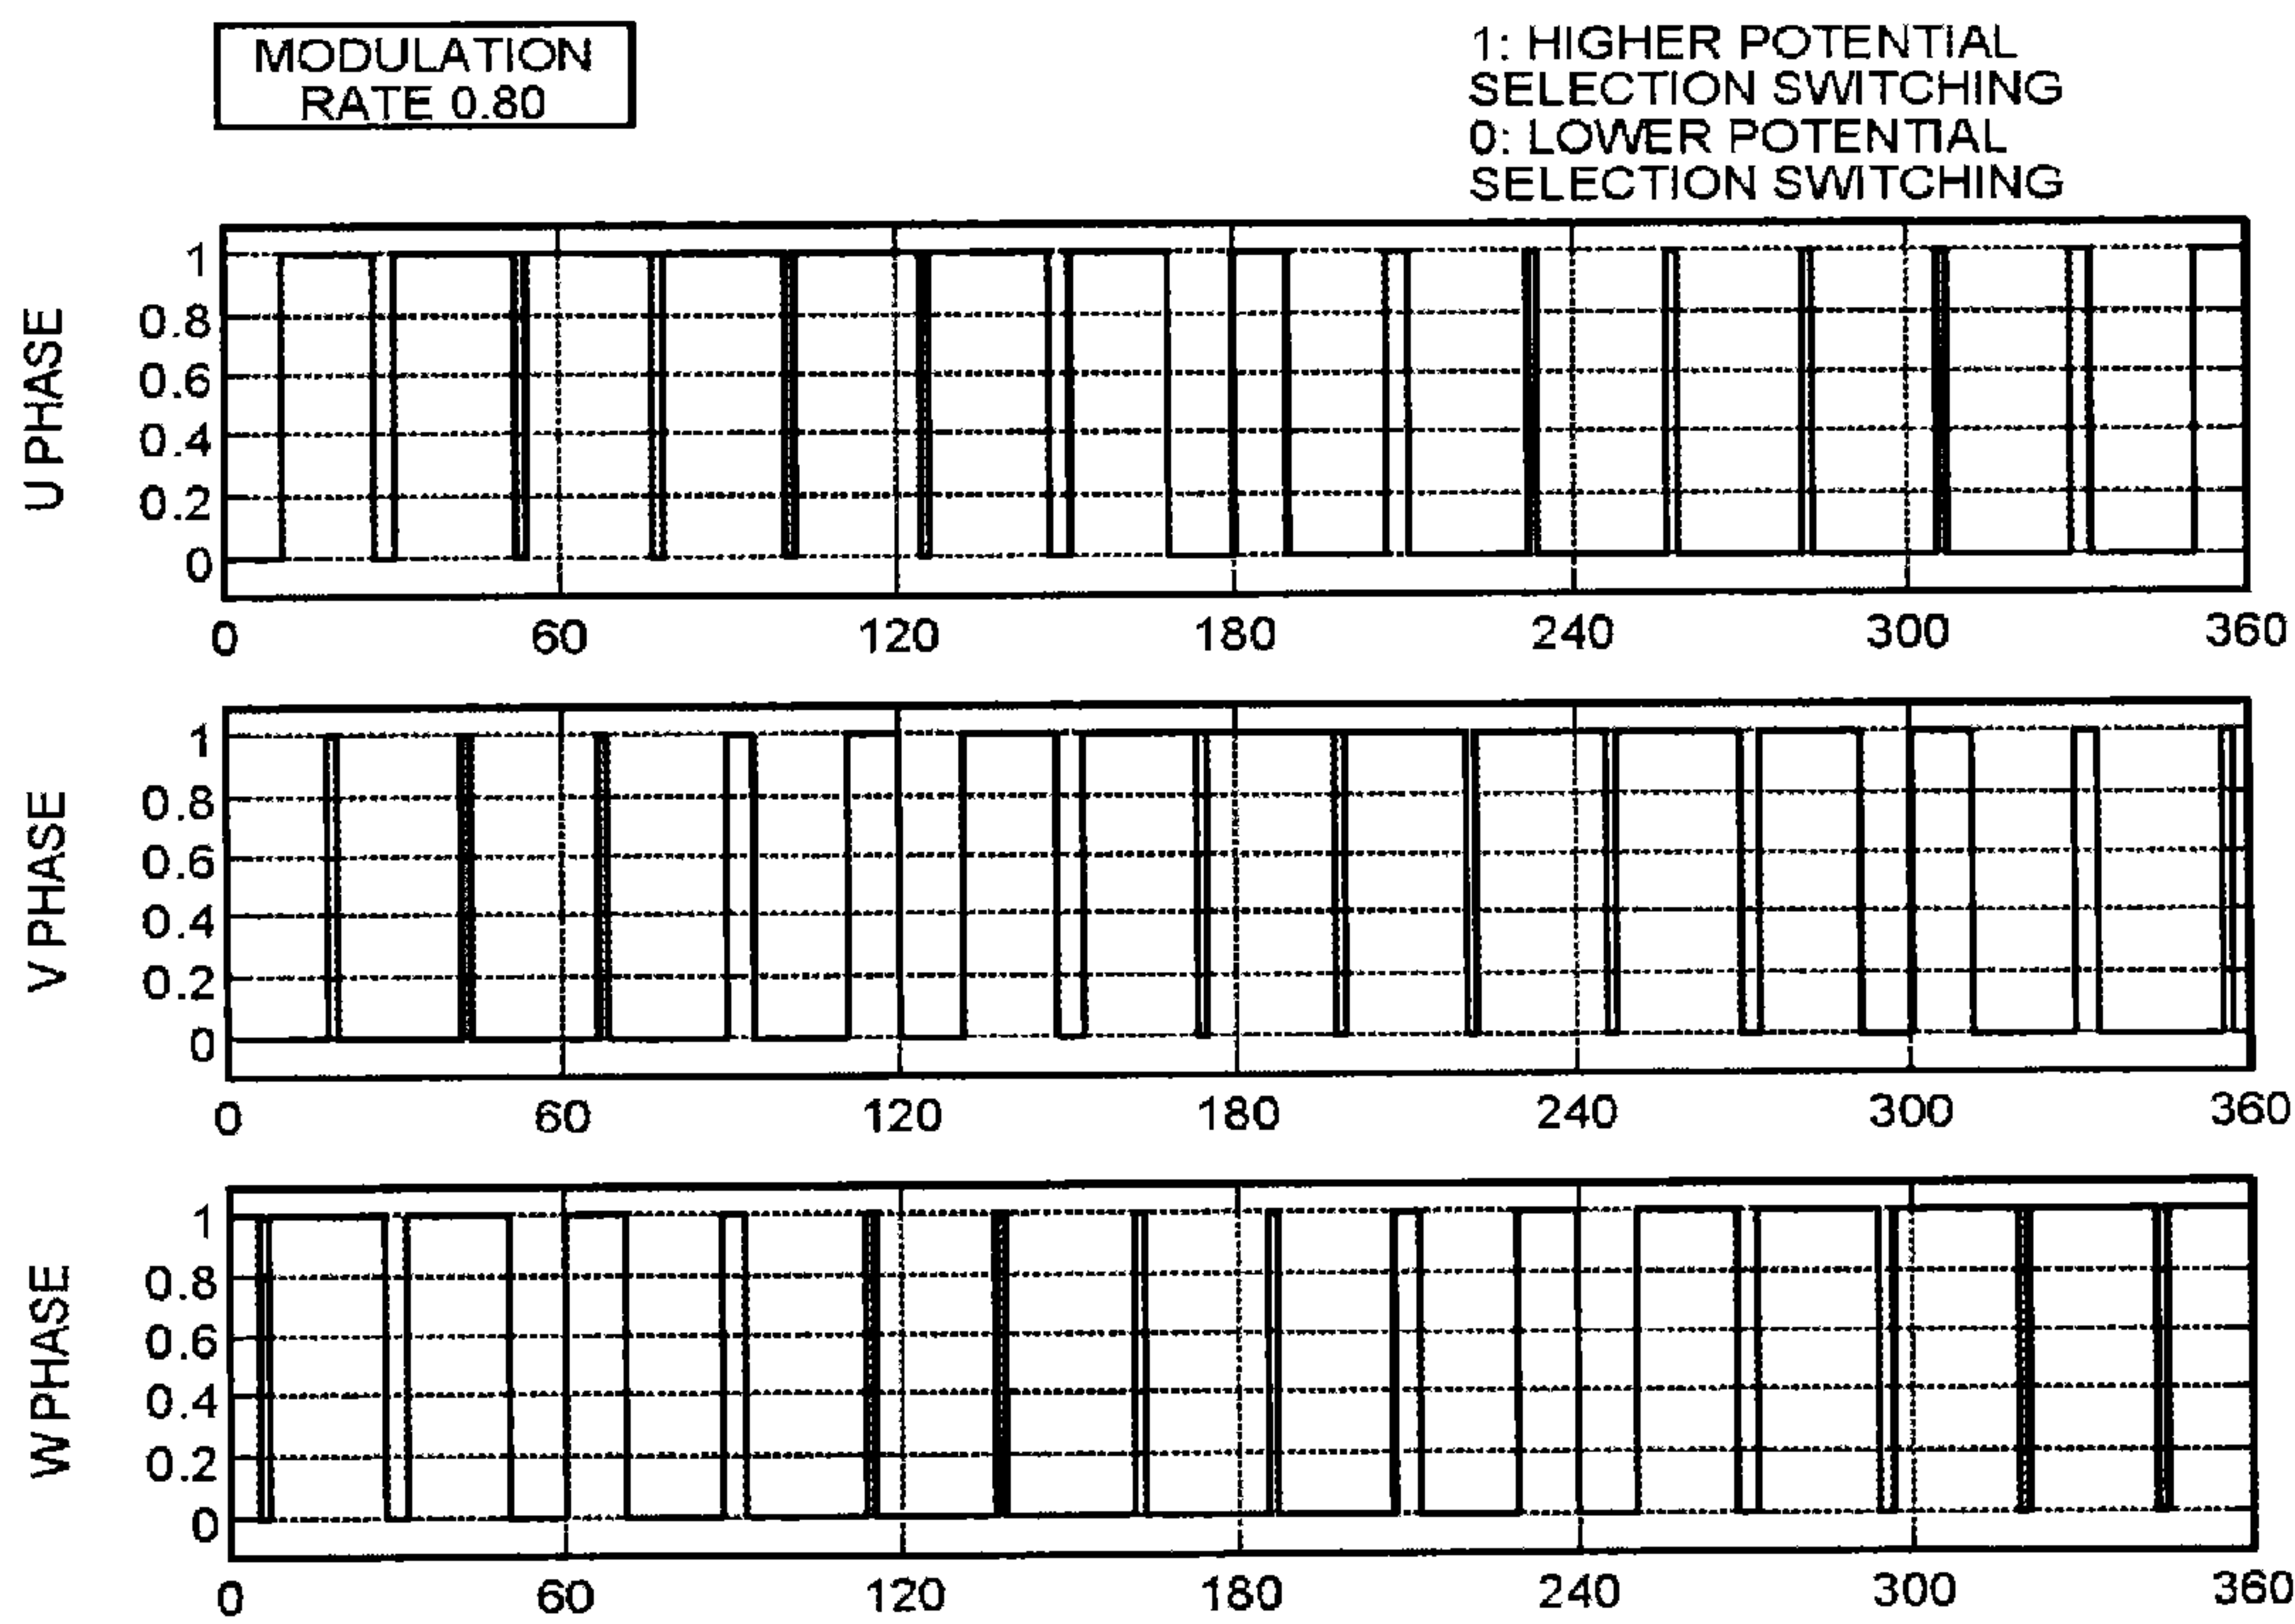 MODULATION
RATE 0.80
1: HIGHER POTENTIAL
SELECTION SWITCHING
0: LOWER POTENTIAL
SELECTION SWITCHING
U PHASE
1
0.8
0.6
0.4
0.2
0
0 60 120 180 240 300 360
V PHASE
1
0.8
0.6
0.4
0.2
0
0 60 120 180 240 300 360
W PHASE
1
0.8
0.6
0.4
0.2
0
0 60 120 180 240 300 360